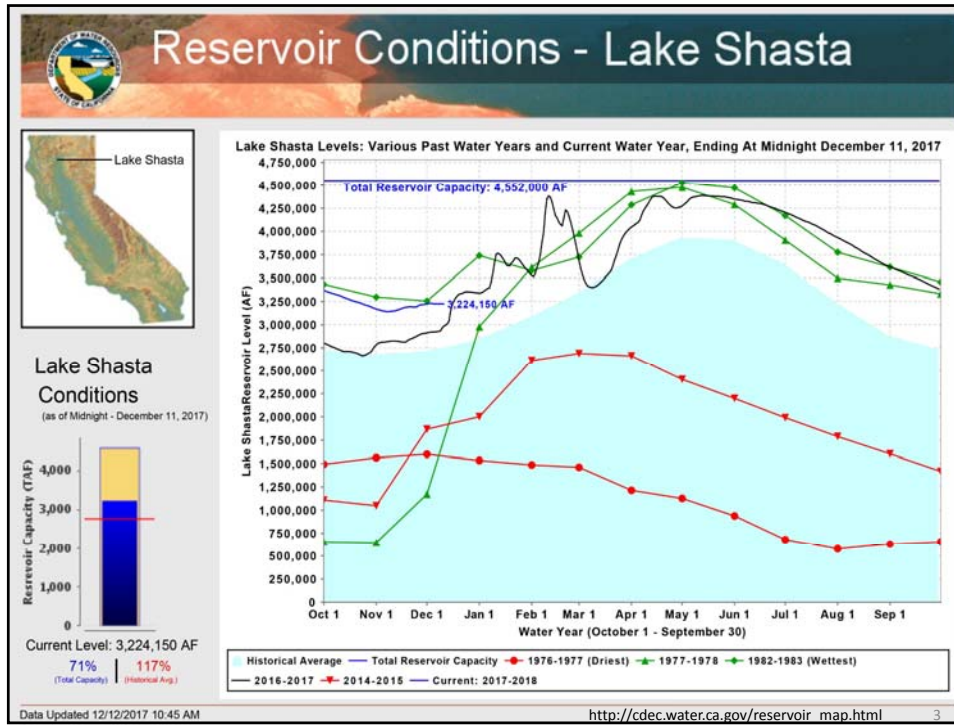 Reservoir Conditions - Lake Shasta
DEPARTMENT OF WATER RESOURCES
STATE OF CALIFORNIA
Lake Shasta
Lake Shasta Levels: Various Past Water Years and Current Water Year, Ending At Midnight December 11, 2017
Lake ShastaReservoir Level (AF)
4,750,000
4,500,000
4,250,000
4,000,000
3,750,000
3,500,000
3,250,000
3,000,000
2,750,000
2,500,000
2,250,000
2,000,000
1,750,000
1,500,000
1,250,000
1,000,000
750,000
500,000
250,000
0
Total Reservoir Capacity: 4,552,000 AF
3,224,150 AF
Oct 1 Nov 1 Dec 1 Jan 1 Feb 1 Mar 1 Apr 1 May 1 Jun 1 Jul 1 Aug 1 Sep 1
Water Year (October 1 - September 30)
Historical Average Total Reservoir Capacity 1976-1977 (Driest) 1977-1978 1982-1983 (Wettest)
2016-2017 2014-2015 Current: 2017-2018
Lake Shasta
Conditions
(as of Midnight - December 11, 2017)
Resrevoir Capacity (TAF)
4,000
3,000
2,000
1,000
0
Current Level: 3,224,150 AF
71% 117%
(Total Capacity) (Historical Avg.)
Data Updated 12/12/2017 10:45 AM
http://cdec.water.ca.gov/reservoir_map.html 3